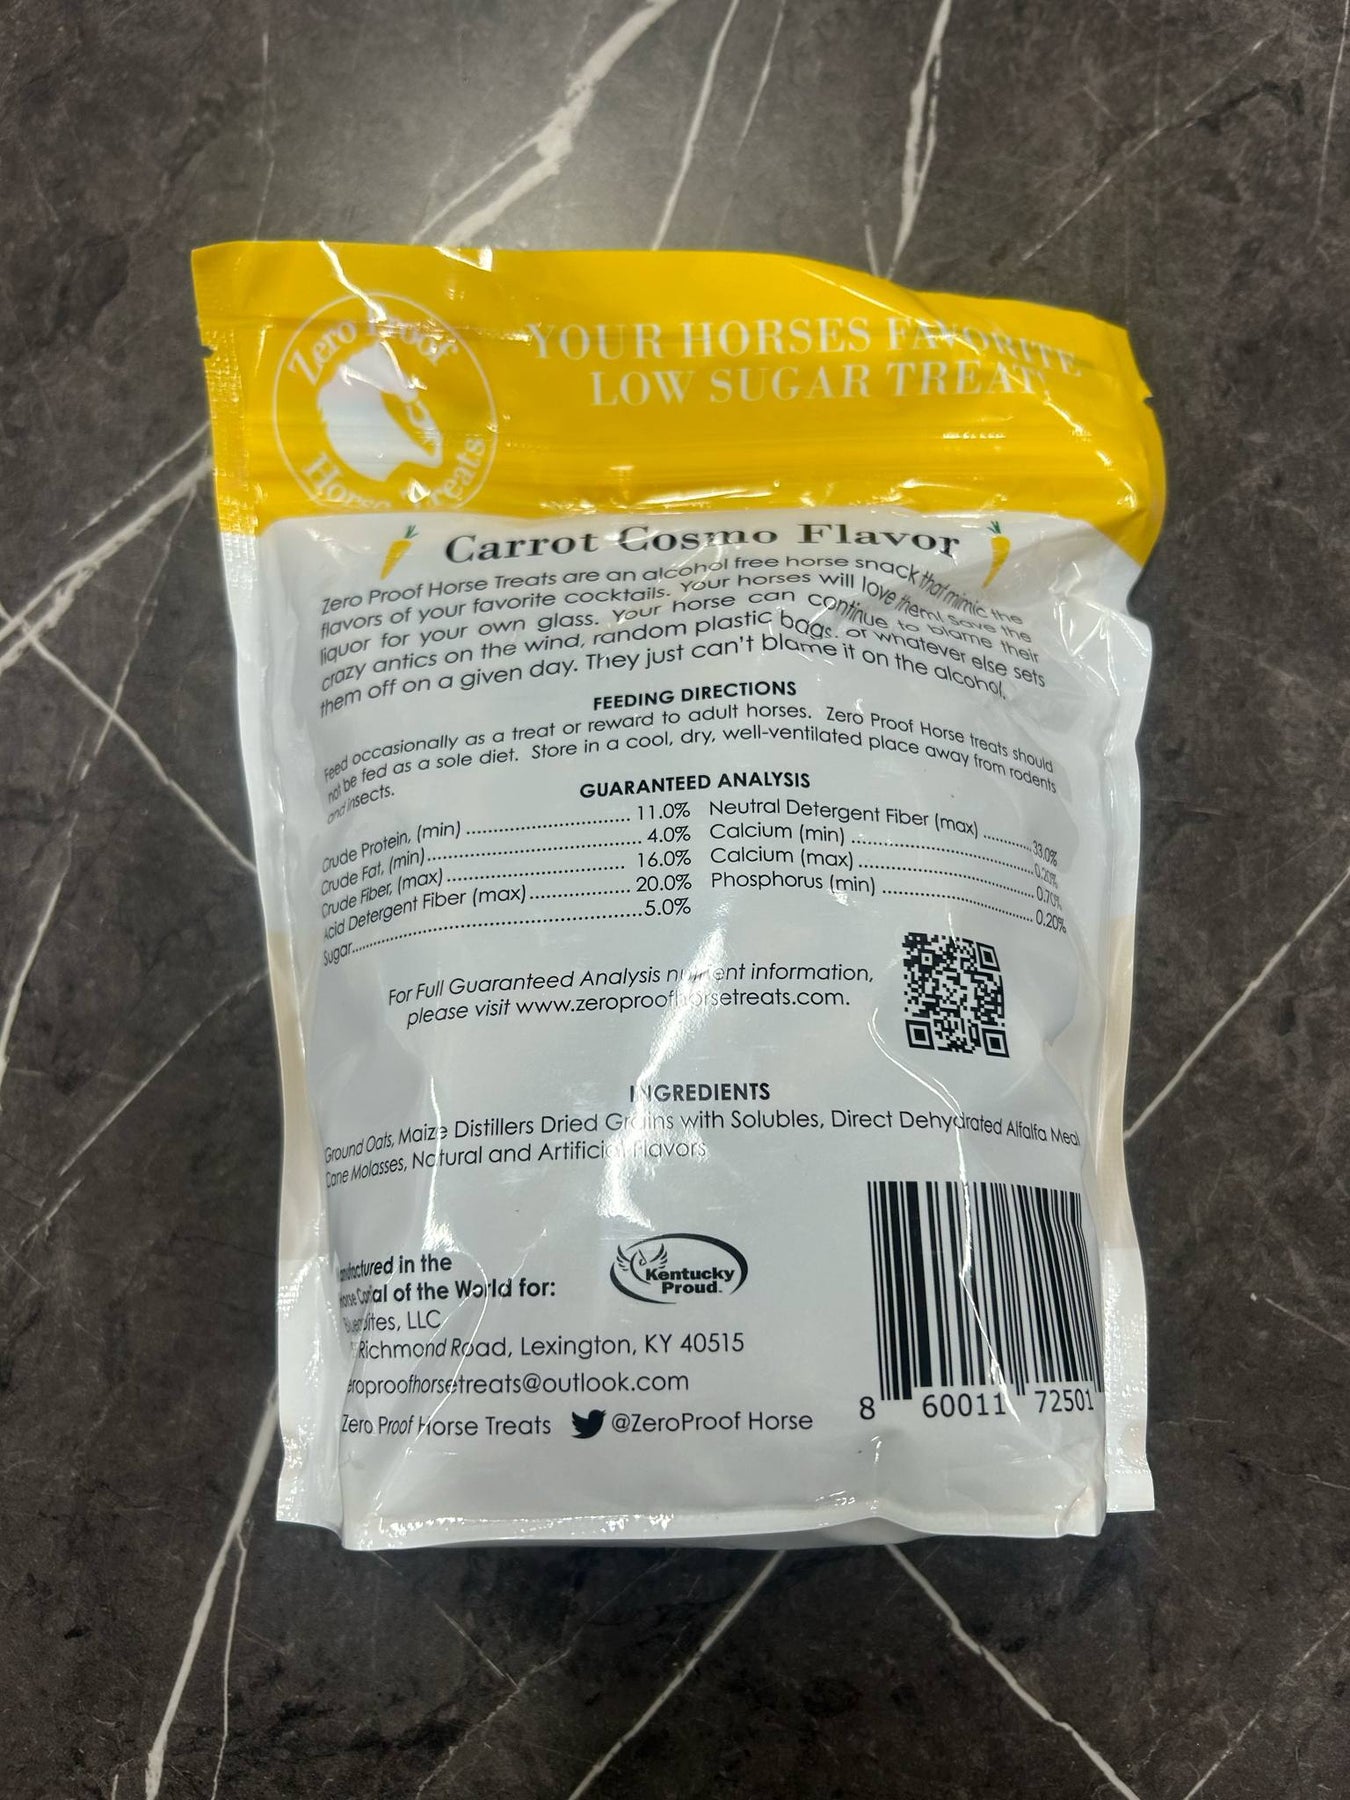 Zero Proof
Horse Treats
YOUR HORSES FAVORITE
LOW SUGAR TREAT!
Carrot Cosmo Flavor
Zero Proof Horse Treats are an alcohol free horse snack that mimic the
flavors of your favorite cocktails. Your horses will love them! Save the
liquor for your own glass. Your horse can continue to blame their
crazy antics on the wind, random plastic bags, or whatever else sets
them off on a given day. They just can't blame it on the alcohol.
FEEDING DIRECTIONS
Feed occasionally as a treat or reward to adult horses. Zero Proof Horse treats should
not be fed as a sole diet. Store in a cool, dry, well-ventilated place away from rodents
and insects.
GUARANTEED ANALYSIS
Crude Protein, (min) 11.0%
Crude Fat, (min) 4.0%
Crude Fiber, (max) 16.0%
Acid Detergent Fiber (max) 20.0%
Sugar 5.0%
Neutral Detergent Fiber (max) 33.0%
Calcium (min) 0.20%
Calcium (max) 0.70%
Phosphorus (min) 0.20%
For Full Guaranteed Analysis nutrient information,
please visit www.zeroproofhorsetreats.com.
INGREDIENTS
Ground Oats, Maize Distillers Dried Grains with Solubles, Direct Dehydrated Alfalfa Meal,
Cane Molasses, Natural and Artificial Flavors
Manufactured in the
Horse Capital of the World for:
LLC
Richmond Road, Lexington, KY 40515
eroproofhorsetreats@outlook.com
Zero Proof Horse Treats @ZeroProof Horse
Kentucky
Proud
8 60011 72501